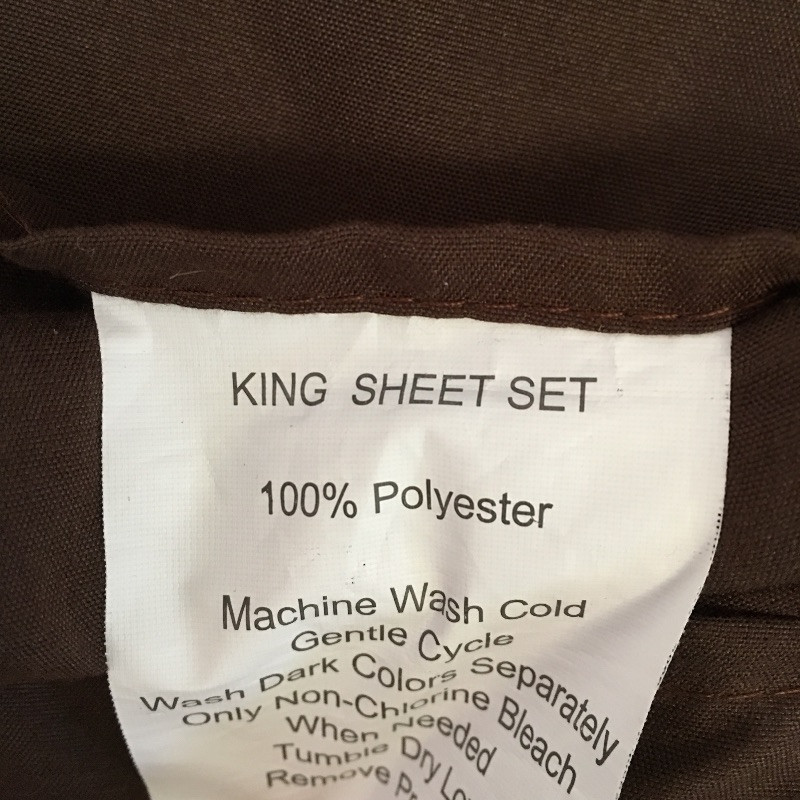 KING SHEET SET
100% Polyester
Machine Wash Cold
Gentle Cycle
Wash Dark Colors Separately
Only Non-Chlorine Bleach
When Needed
Tumble Dry
Remove